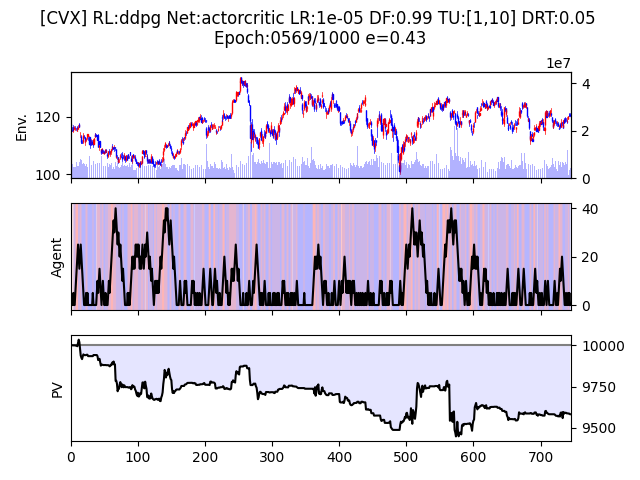 [CVX] RL:ddpg Net:actorcritic LR:1e-05 DF:0.99 TU:[1,10] DRT:0.05
Epoch:0569/1000 e=0.43
1e7
Env.
120
100
4
2
0
Agent
40
20
0
PV
10000
9750
9500
0 100 200 300 400 500 600 700